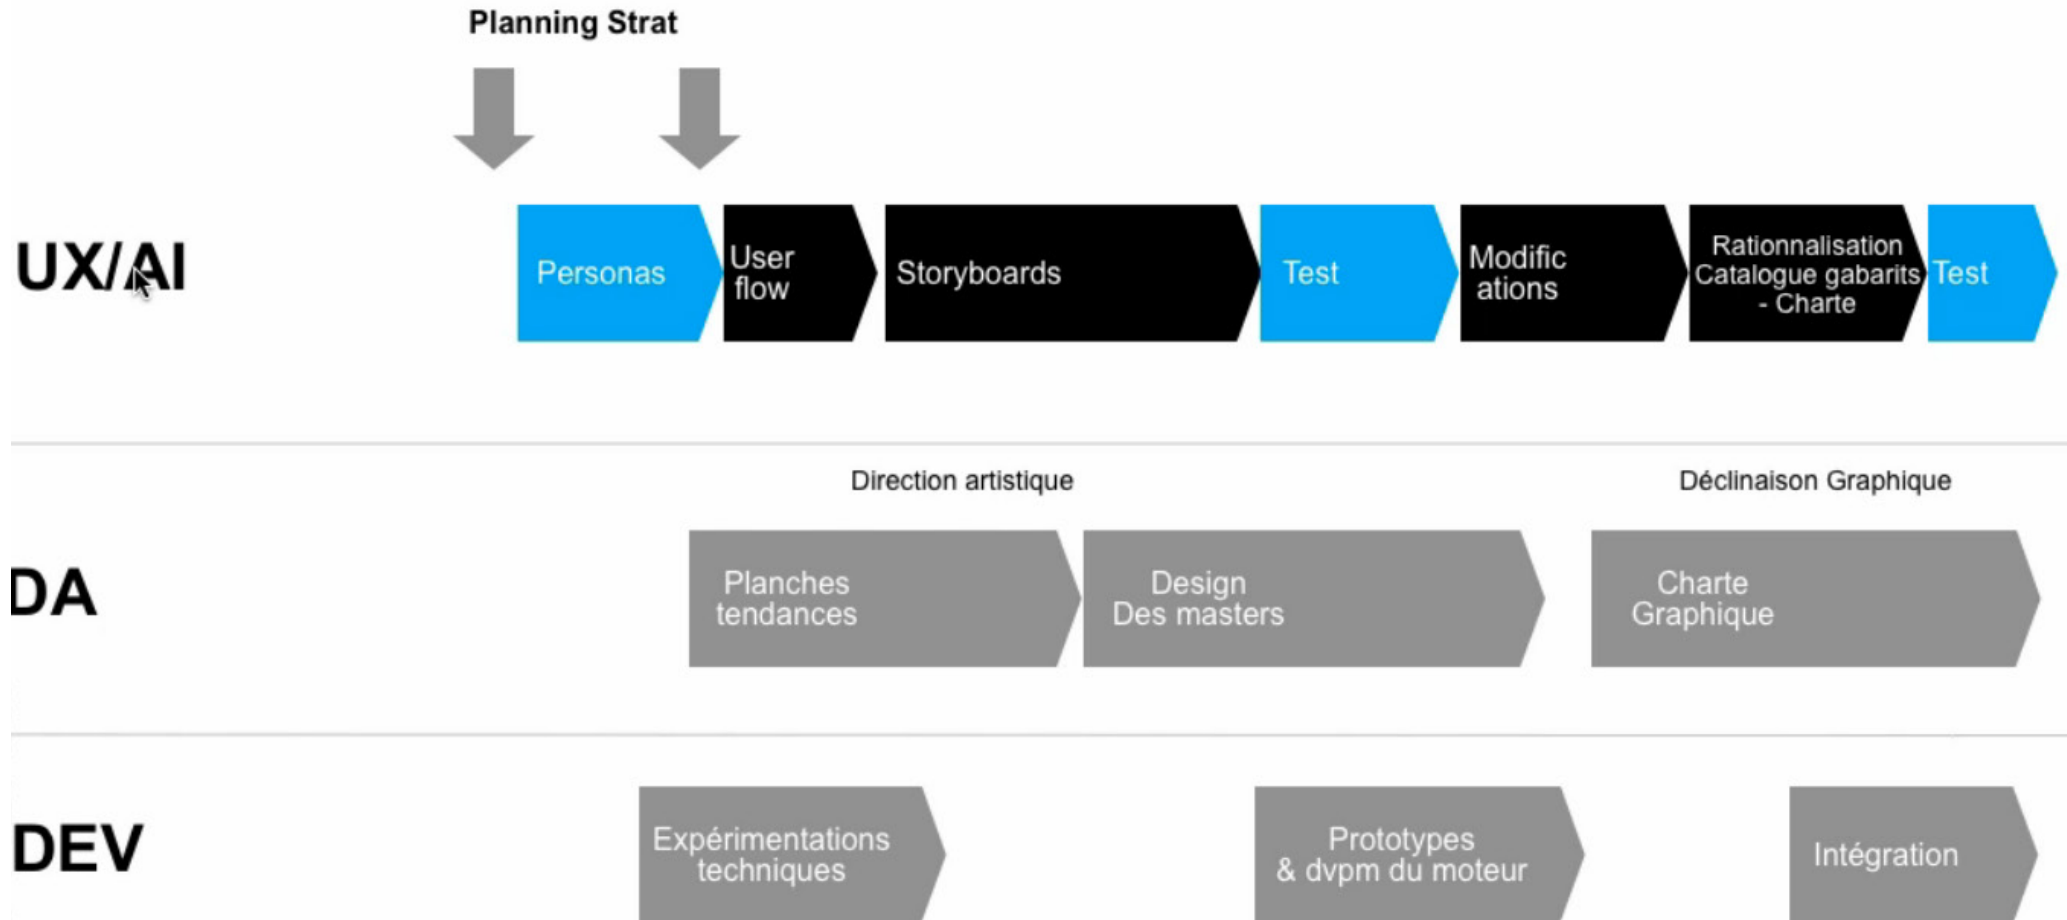 Planning Strat
UX/AI
Personas
User
flow
Storyboards
Test
Modific
ations
Rationnalisation
Catalogue gabarits
- Charte
Test
Direction artistique
Déclinaison Graphique
DA
Planches
tendances
Design
Des masters
Charte
Graphique
DEV
Expérimentations
techniques
Prototypes
& dvpm du moteur
Intégration